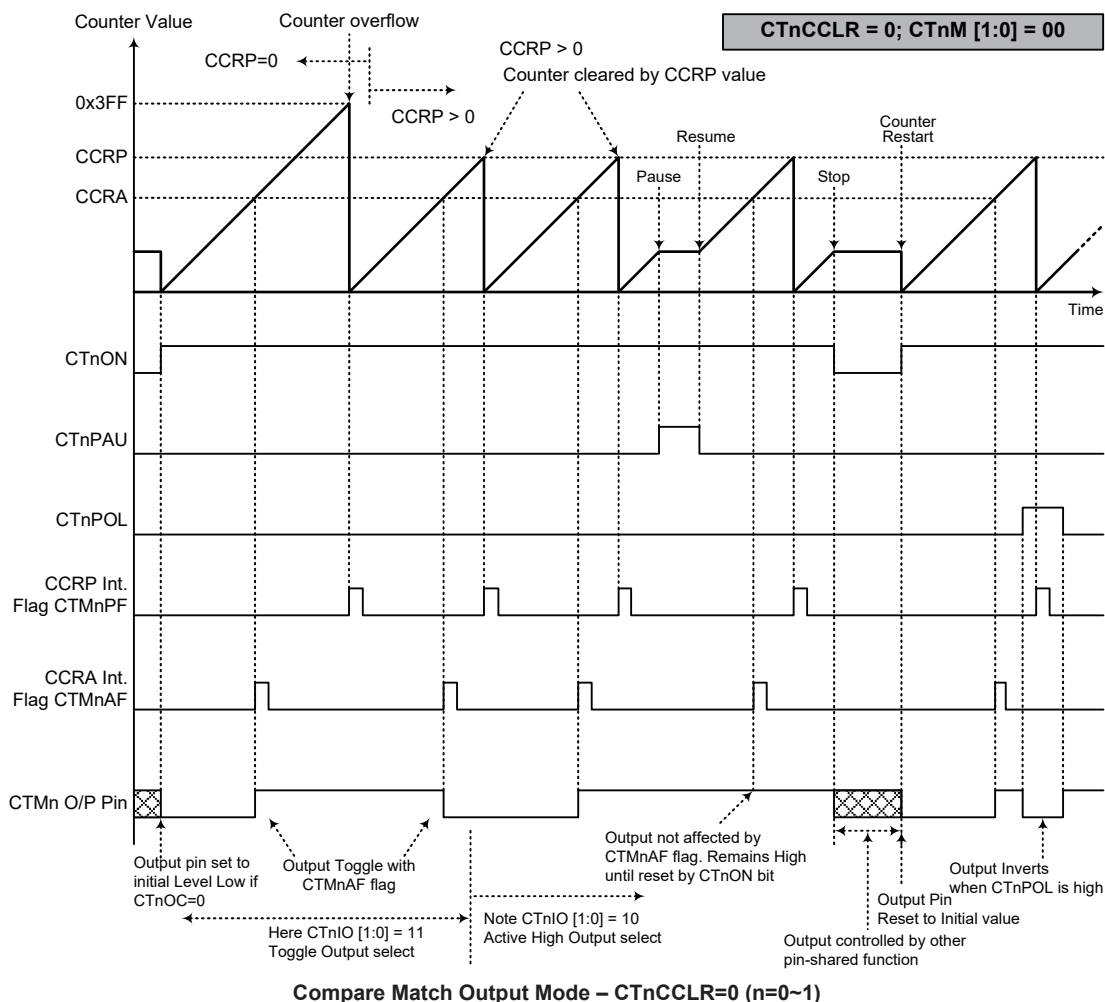 Counter Value
Counter overflow
CTnCCLR = 0; CTnM [1:0] = 00
CCRP=0
CCRP > 0
CCRP > 0
Counter cleared by CCRP value
0x3FF
CCRP
CCRA
Pause
Resume
Stop
Counter
Restart
Time
CTnON
CTnPAU
CTnPOL
CCRP Int.
Flag CTMnPF
CCRA Int.
Flag CTMnAF
CTMn O/P Pin
Output pin set to
initial Level Low if
CTnOC=0
Output Toggle with
CTMnAF flag
Here CTnIO [1:0] = 11
Toggle Output select
Note CTnIO [1:0] = 10
Active High Output select
Output not affected by
CTMnAF flag. Remains High
until reset by CTnON bit
Output controlled by other
pin-shared function
Output Pin
Reset to Initial value
Output Inverts
when CTnPOL is high
Compare Match Output Mode – CTnCCLR=0 (n=0~1)